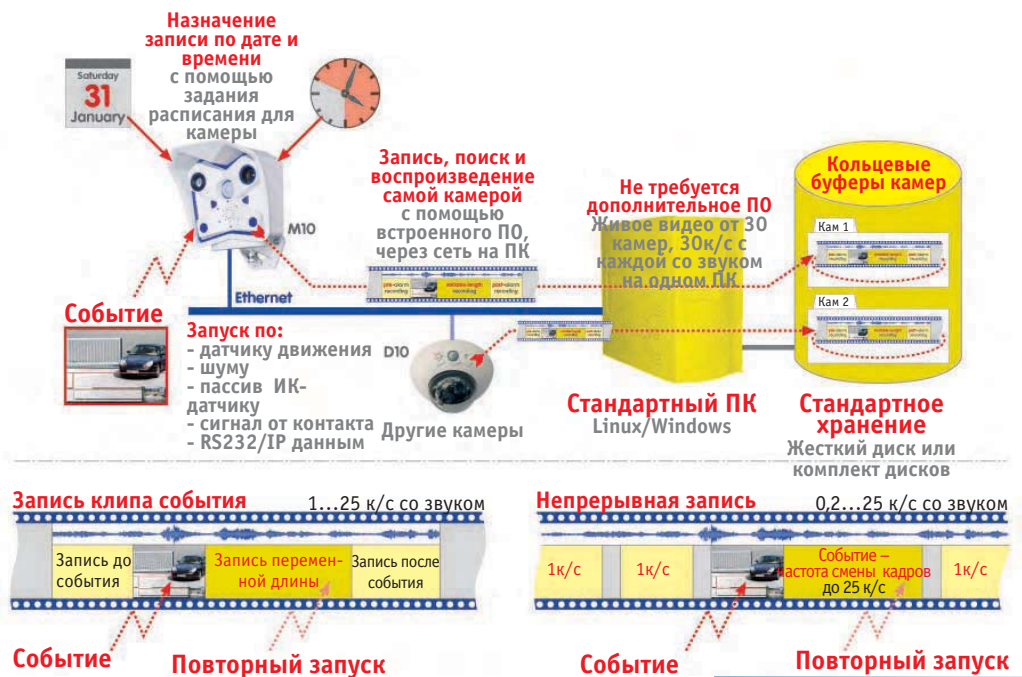 Назначение
записи по дате и
времени
с помощью
задания
расписания для
камеры
Saturday
31
January
M10
Запись, поиск и
воспроизведение
самой камерой
с помощью
встроенного ПО,
через сеть на ПК
Не требуется
дополнительное ПО
Живое видео от 30
камер, 30к/с с
каждой со звуком
на одном ПК
Кольцевые
буферы камер
Кам 1
Кам 2
Ethernet
Событие
Запуск по:
- датчику движения
- шуму
- пассив ИК-
датчику
- сигнал от контакта
- RS232/IP данным
D10
Другие камеры
Стандартный ПК
Linux/Windows
Стандартное
хранение
Жесткий диск или
комплект дисков
Запись клипа события
1...25 к/с со звуком
Запись до
события
Запись перемен-
ной длины
Запись после
события
Событие
Повторный запуск
Непрерывная запись
0,2...25 к/с со звуком
1к/с
1к/с
Событие –
частота смены кадров
до 25 к/с
1к/с
Событие
Повторный запуск